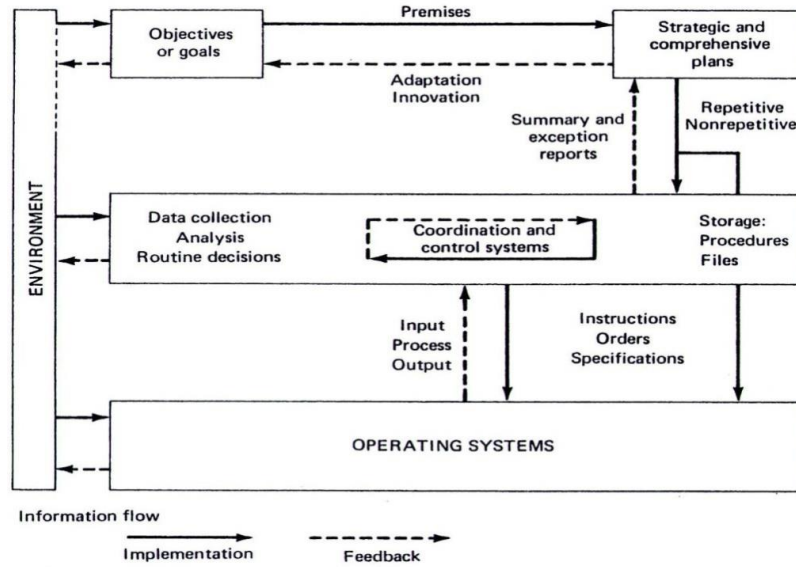 Premises
Objectives
or goals
Strategic and
comprehensive
plans
Adaptation
Innovation
Summary and
exception
reports
Repetitive
Nonrepetitive
ENVIRONMENT
Data collection
Analysis
Routine decisions
Coordination and
control systems
Storage:
Procedures
Files
Input
Process
Output
Instructions
Orders
Specifications
OPERATING SYSTEMS
Information flow
Implementation
Feedback